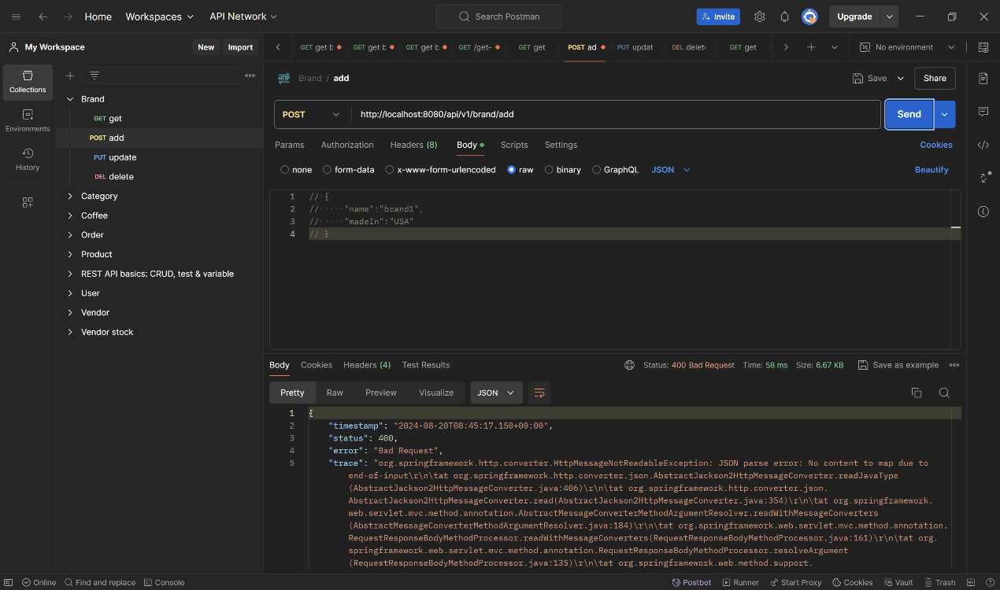 Home Workspaces API Network Search Postman Invite Upgrade
My Workspace New Import GET get b GET get b GET get b GET /get- GET get POST ad PUT updat DEL delet GET get No environment
Collections
Environments
History
Brand
GET get
POST add
PUT update
DEL delete
Category
Coffee
Order
Product
REST API basics: CRUD, test & variable
User
Vendor
Vendor stock
HTTP Brand / add Save Share
POST http://localhost:8080/api/v1/brand/add Send
Params Authorization Headers (8) Body Scripts Settings Cookies
none form-data x-www-form-urlencoded raw binary GraphQL JSON Beautify
1 // {
2 // "name":"brand1",
3 // "madeIn":"USA"
4 // }
Body Cookies Headers (4) Test Results Status: 400 Bad Request Time: 58 ms Size: 6.67 KB Save as example
Pretty Raw Preview Visualize JSON
1 {
2 "timestamp": "2024-08-20T08:45:17.150+00:00",
3 "status": 400,
4 "error": "Bad Request",
5 "trace": "org.springframework.http.converter.HttpMessageNotReadableException: JSON parse error: No content to map due to
end-of-input\r\n\tat org.springframework.http.converter.json.AbstractJackson2HttpMessageConverter.readJavaType
(AbstractJackson2HttpMessageConverter.java:406)\r\n\tat org.springframework.http.converter.json.
AbstractJackson2HttpMessageConverter.read(AbstractJackson2HttpMessageConverter.java:354)\r\n\tat org.springframework.
web.servlet.mvc.method.annotation.AbstractMessageConverterMethodArgumentResolver.readWithMessageConverters
(AbstractMessageConverterMethodArgumentResolver.java:184)\r\n\tat org.springframework.web.servlet.mvc.method.annotation.
RequestResponseBodyMethodProcessor.readWithMessageConverters(RequestResponseBodyMethodProcessor.java:161)\r\n\tat org.
springframework.web.servlet.mvc.method.annotation.RequestResponseBodyMethodProcessor.resolveArgument
(RequestResponseBodyMethodProcessor.java:135)\r\n\tat org.springframework.web.method.support.
Online Find and replace Console Postbot Runner Start Proxy Cookies Vault Trash